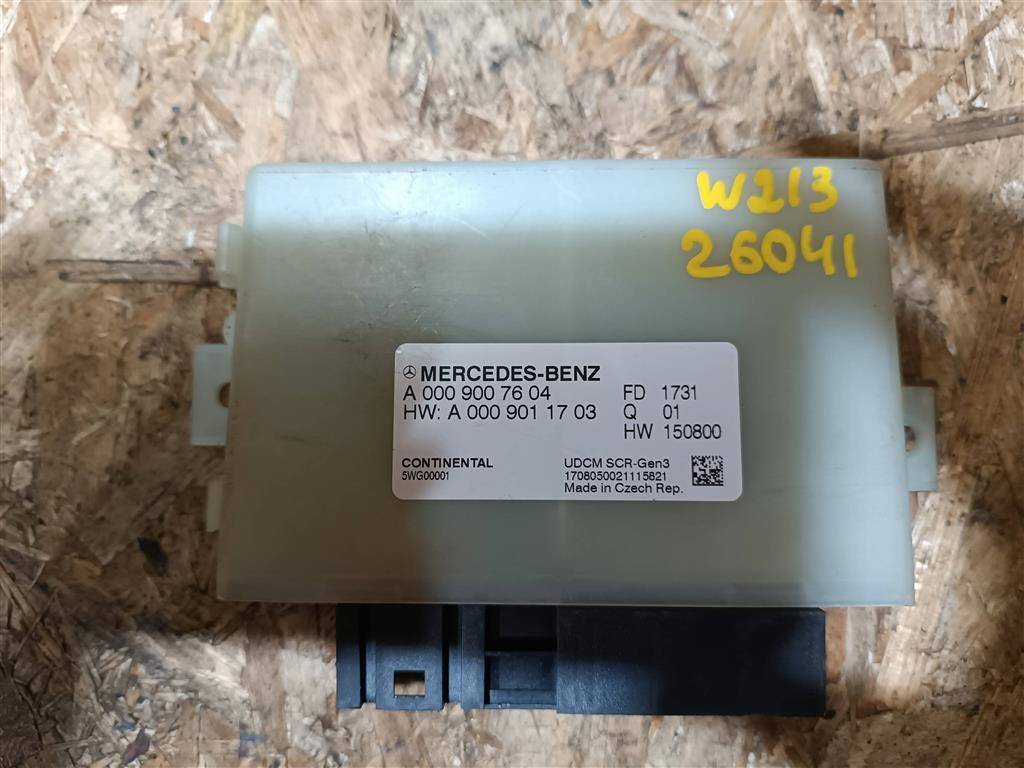 W213
26041
MERCEDES-BENZ
A 000 900 76 04
HW: A 000 901 17 03
FD 1731
Q 01
HW 150800
CONTINENTAL
5WG00001
UDCM SCR-Gen3
1708050021115821
Made in Czech Rep.